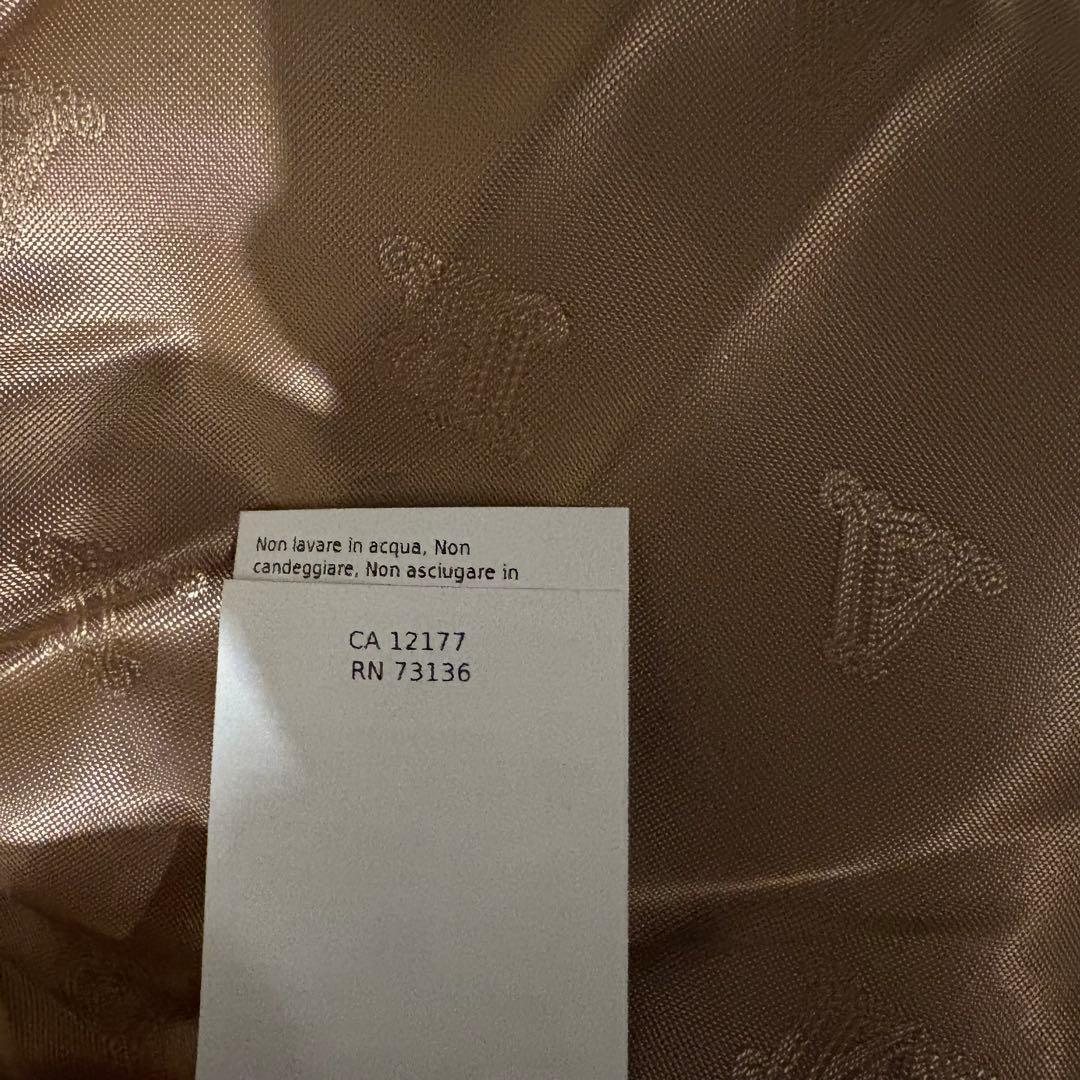 Non lavare in acqua, Non
candeggiare, Non asciugare in
CA 12177
RN 73136